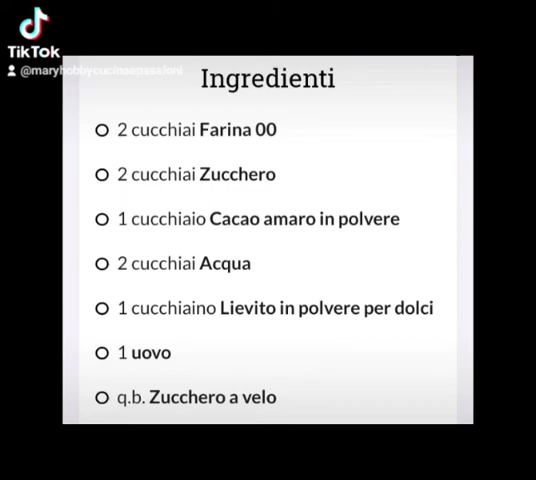 TikTok
@maryhobbycucinaepassioni
Ingredienti
2 cucchiai Farina 00
2 cucchiai Zucchero
1 cucchiaio Cacao amaro in polvere
2 cucchiai Acqua
1 cucchiaino Lievito in polvere per dolci
1 uovo
q.b. Zucchero a velo